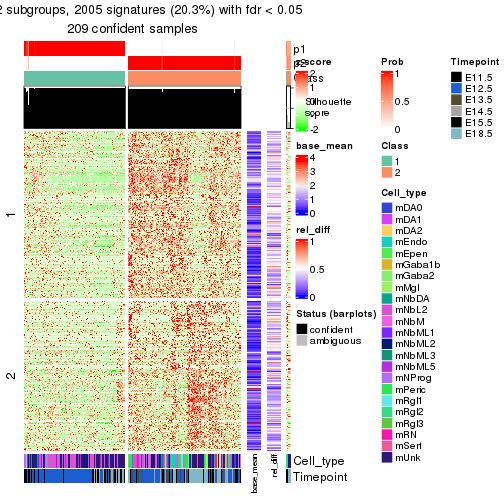 2 subgroups, 2005 signatures (20.3%) with fdr < 0.05
209 confident samples
p1
p2
Class
Silhouette
score
1
2
Cell_type
Timepoint
base_mean
rel_diff
z-score
2
1
0
-1
-2
base_mean
4
3
2
1
0
rel_diff
1
0.5
0
Status (barplots)
confident
ambiguous
Prob
1
0.5
0
Class
1
2
Cell_type
mDA0
mDA1
mDA2
mEndo
mEpen
mGaba1b
mGaba2
mMgl
mNbDA
mNbL2
mNbM
mNbML1
mNbML2
mNbML3
mNbML5
mNProg
mPeric
mRgl1
mRgl2
mRgl3
mRN
mSert
mUnk
Timepoint
E11.5
E12.5
E13.5
E14.5
E15.5
E18.5